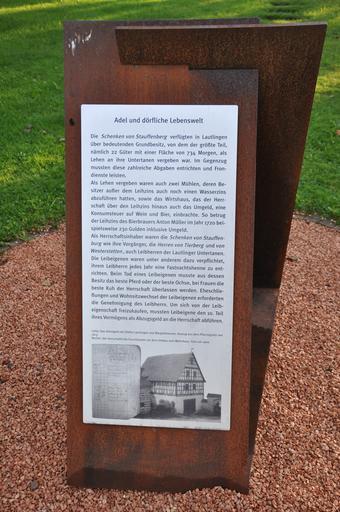 Adel und dörfliche Lebenswelt
Die Schenken von Stauffenberg verfügten in Lautlingen
über bedeutenden Grundbesitz, von dem der größte Teil,
nämlich 22 Güter mit einer Fläche von 734 Morgen, als
Lehen an ihre Untertanen vergeben war. Im Gegenzug
mussten diese zahlreiche Abgaben entrichten und Fron-
dienste leisten.
Als Lehen vergeben waren auch zwei Mühlen, deren Be-
sitzer außer dem Leihzins auch noch einen Wasserzins
abzuführen hatten, sowie das Wirtshaus, das der Herr-
schaft über den Leihzins hinaus auch das Umgeld, eine
Konsumsteuer auf Wein und Bier, einbrachte. So betrug
der Leihzins des Bierbrauers Anton Müller im Jahr 1770 bei-
spielsweise 230 Gulden inklusive Umgeld.
Als Herrschaftsinhaber waren die Schenken von Stauffen-
burg wie ihre Vorgänger, die Herren von Tierberg und von
Westerstetten, auch Leibherren der Lautlinger Untertanen.
Die Leibeigenen waren unter anderem dazu verpflichtet,
ihrem Leibherrn jedes Jahr eine Fastnachtshenne zu ent-
richten. Beim Tod eines Leibeigenen musste aus dessen
Besitz das beste Pferd oder der beste Ochse, bei Frauen die
beste Kuh der Herrschaft überlassen werden. Eheschlie-
ßungen und Wohnsitzwechsel der Leibeigenen erforderten
die Genehmigung des Leibherrn. Um sich von der Leib-
eigenschaft freizukaufen, mussten Leibeigene den 10. Teil
ihres Vermögens als Abzugsgeld an die Herrschaft abführen.